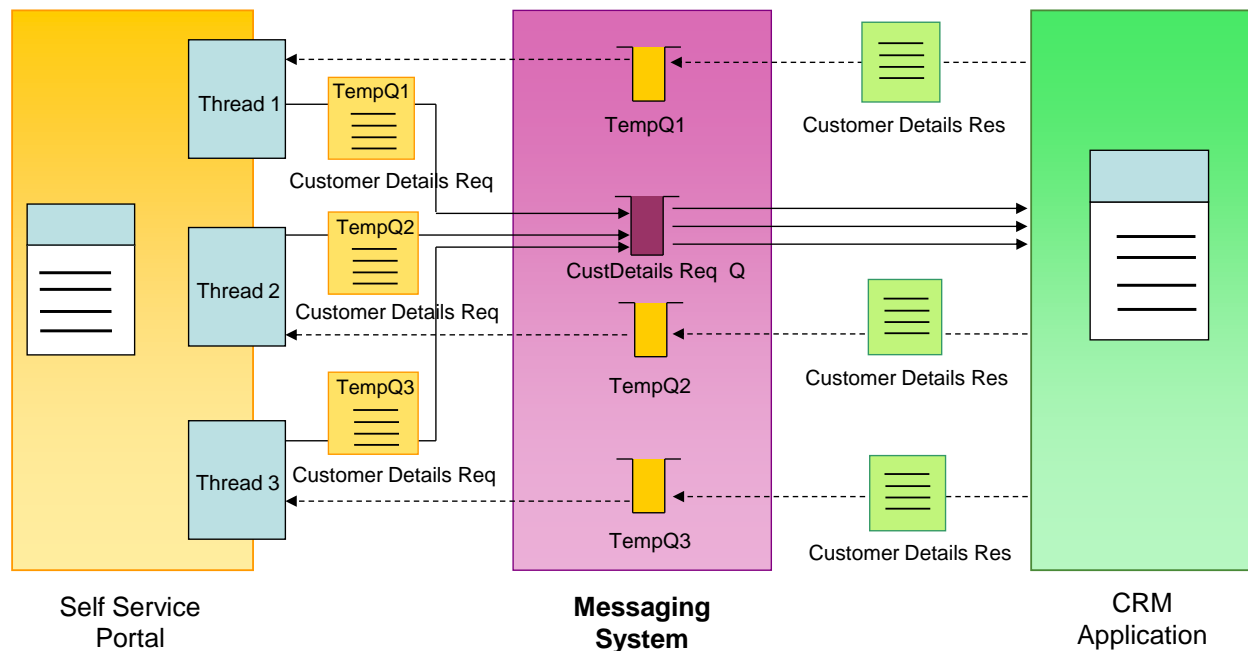 TempQ1
Thread 1
TempQ1
Customer Details Res
Customer Details Req
TempQ2
CustDetails Req Q
Thread 2
Customer Details Req
TempQ3
TempQ2
Customer Details Res
Customer Details Req
Thread 3
TempQ3
Customer Details Res
Self Service
Portal
Messaging
System
CRM
Application